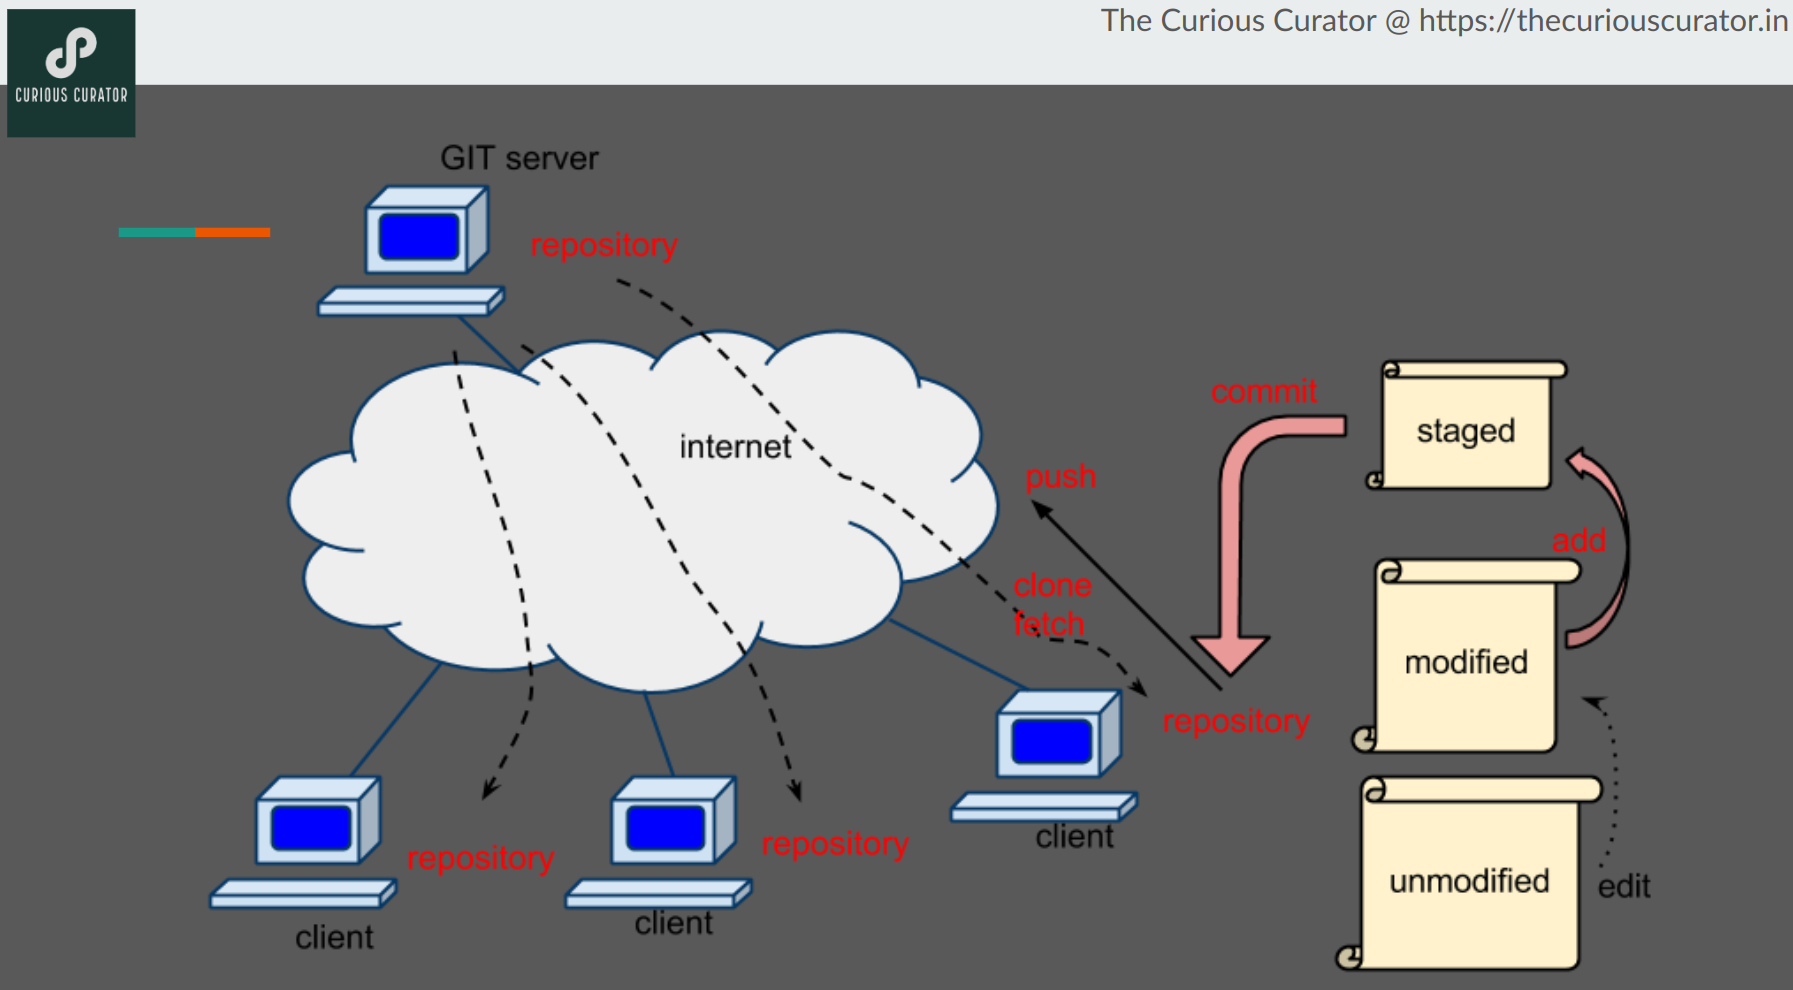 The Curious Curator @ https://thecuriouscurator.in
CURIOUS CURATOR
GIT server
repository
internet
commit
staged
push
add
clone
fetch
modified
repository
client
repository
repository
unmodified
edit
client
client